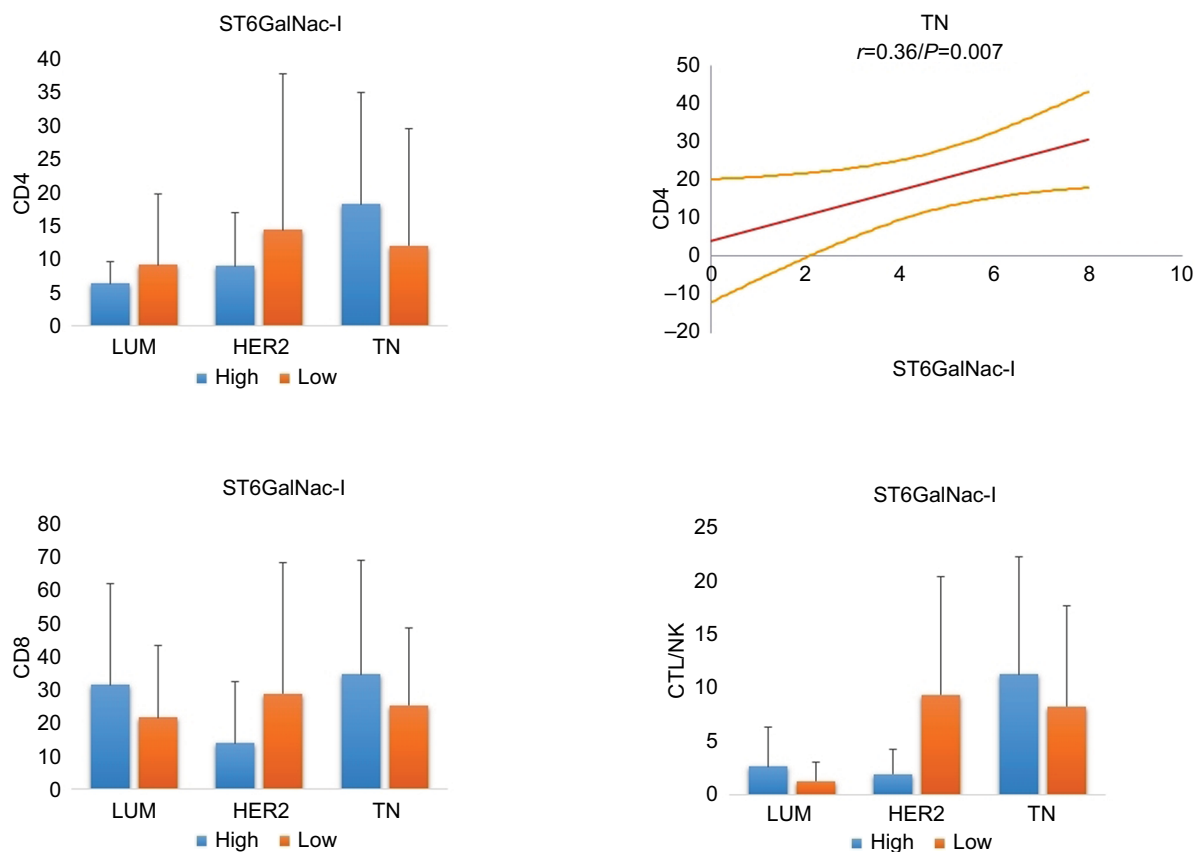 ST6GalNac-I
40
35
30
25
20
15
10
5
0
CD4
LUM HER2 TN
High Low
TN
r=0.36/P=0.007
50
40
30
20
10
0
–10
–20
CD4
0 2 4 6 8 10
ST6GalNac-I
ST6GalNac-I
80
70
60
50
40
30
20
10
0
CD8
LUM HER2 TN
High Low
ST6GalNac-I
25
20
15
10
5
0
CTL/NK
LUM HER2 TN
High Low